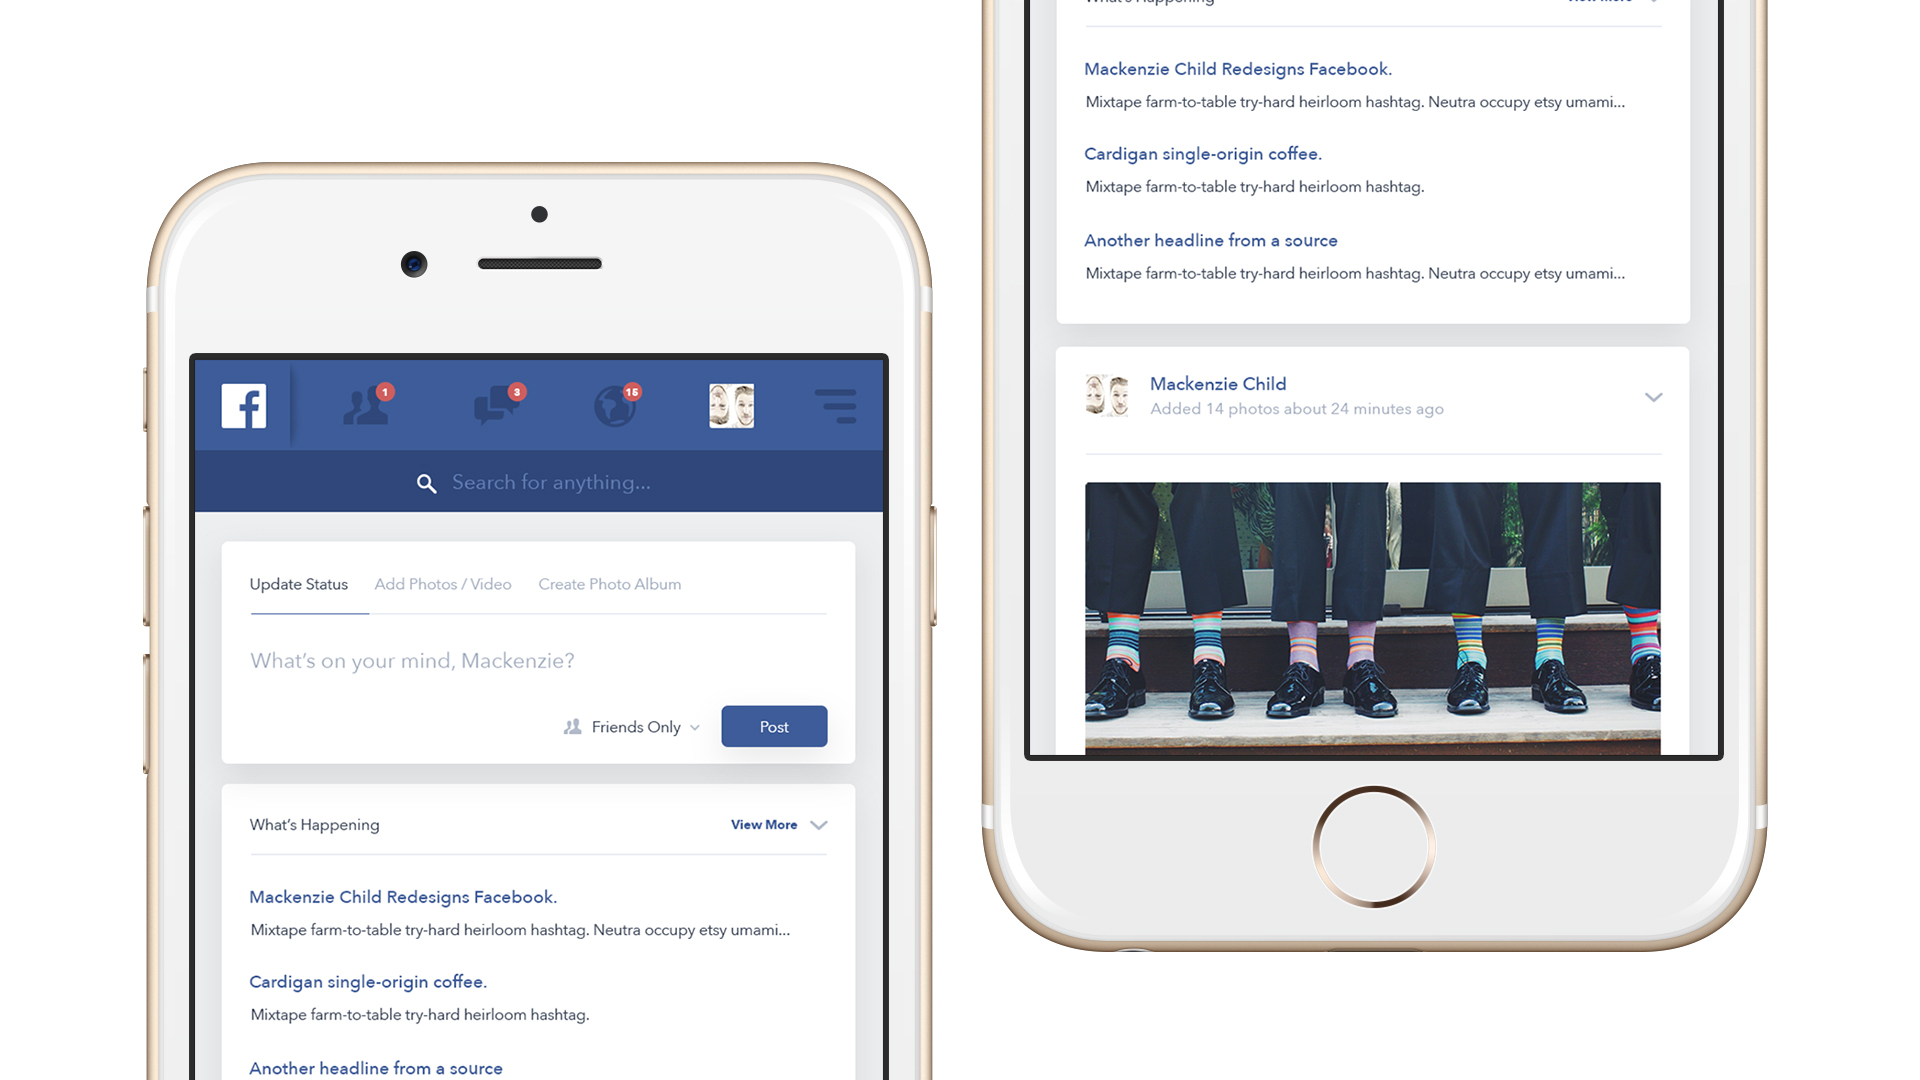 1
3
15
Search for anything...
Update Status
Add Photos / Video
Create Photo Album
What's on your mind, Mackenzie?
Friends Only
Post
What's Happening
View More
Mackenzie Child Redesigns Facebook.
Mixtape farm-to-table try-hard heirloom hashtag. Neutra occupy etsy umami...
Cardigan single-origin coffee.
Mixtape farm-to-table try-hard heirloom hashtag.
Another headline from a source
What's Happening
View More
Mackenzie Child Redesigns Facebook.
Mixtape farm-to-table try-hard heirloom hashtag. Neutra occupy etsy umami...
Cardigan single-origin coffee.
Mixtape farm-to-table try-hard heirloom hashtag.
Another headline from a source
Mixtape farm-to-table try-hard heirloom hashtag. Neutra occupy etsy umami...
Mackenzie Child
Added 14 photos about 24 minutes ago